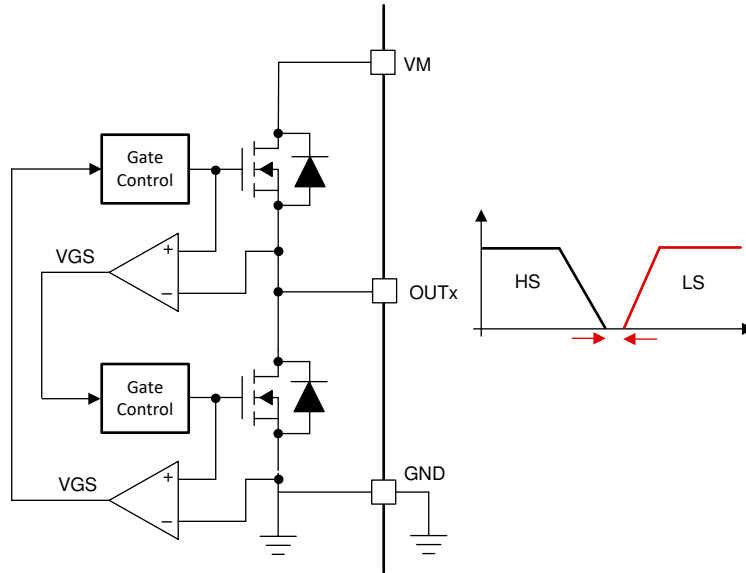 VM
Gate
Control
+
VGS
−
OUTx
HS
LS
Gate
Control
GND
+
VGS
−